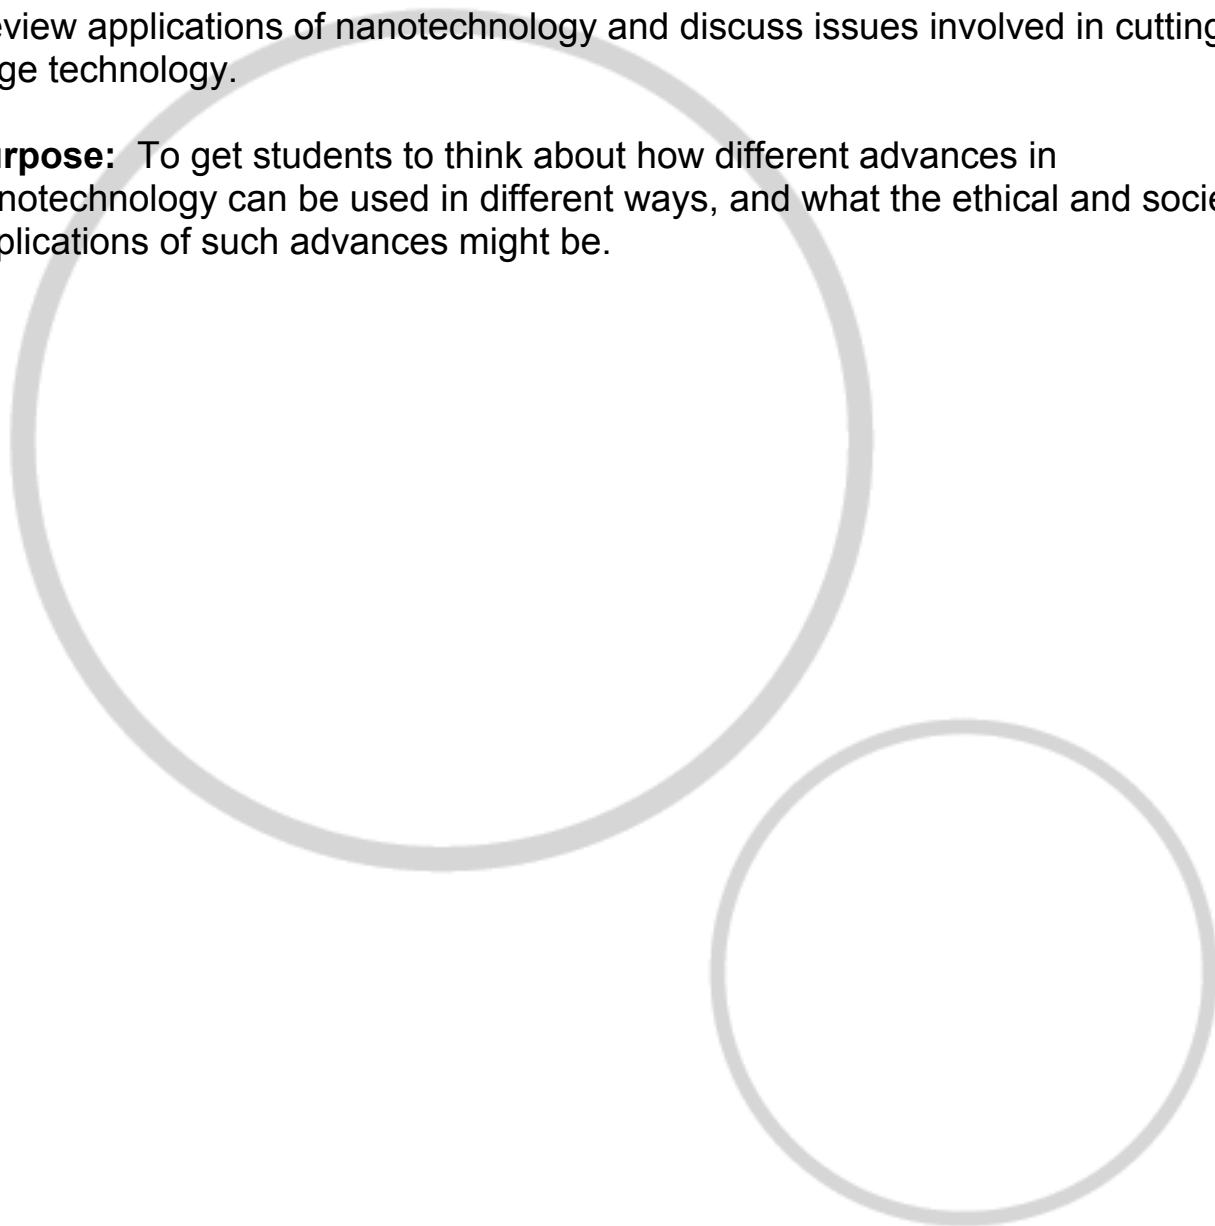 eview applications of nanotechnology and discuss issues involved in cutting
ge technology.
urpose: To get students to think about how different advances in
notechnology can be used in different ways, and what the ethical and socie
plications of such advances might be.